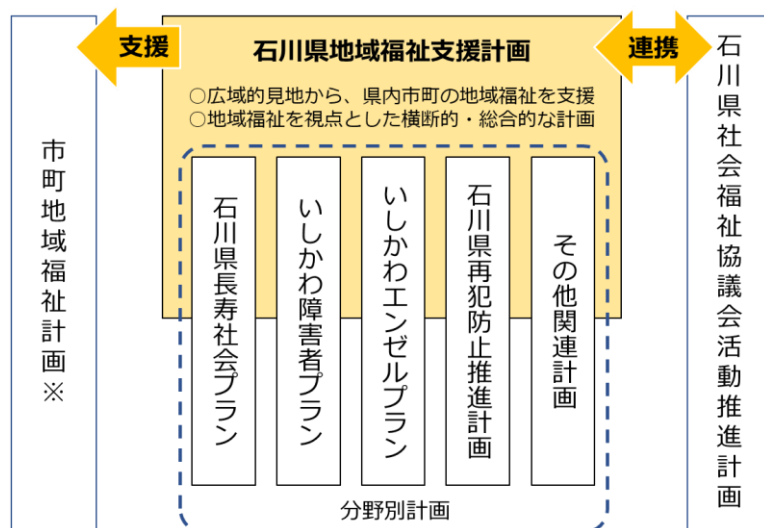 支援
石川県地域福祉支援計画
連携
○広域的見地から、県内市町の地域福祉を支援
○地域福祉を視点とした横断的・総合的な計画
市町地域福祉計画※
石川県長寿社会プラン
いしかわ障害者プラン
いしかわエンゼルプラン
石川県再犯防止推進計画
その他関連計画
石川県社会福祉協議会活動推進計画
分野別計画